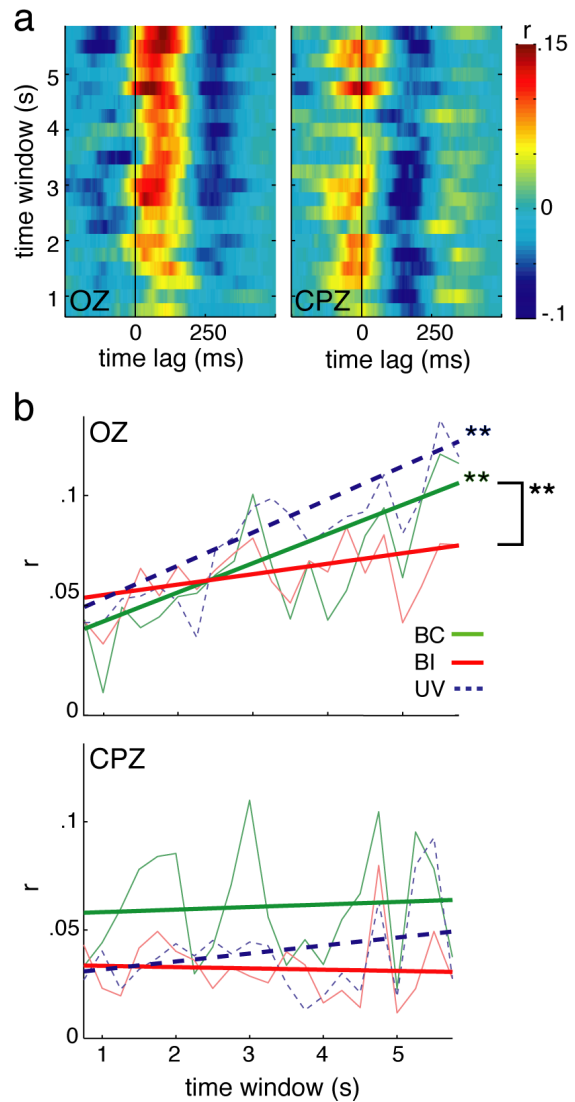 a
r
.15
0
-.1
time window (s)
5
4
3
2
1
OZ
CPZ
0 250
0 250
time lag (ms)
time lag (ms)
b
OZ
**
**
**
.1
r
.05
0
BC
BI
UV
CPZ
.1
r
.05
0
1 2 3 4 5
time window (s)